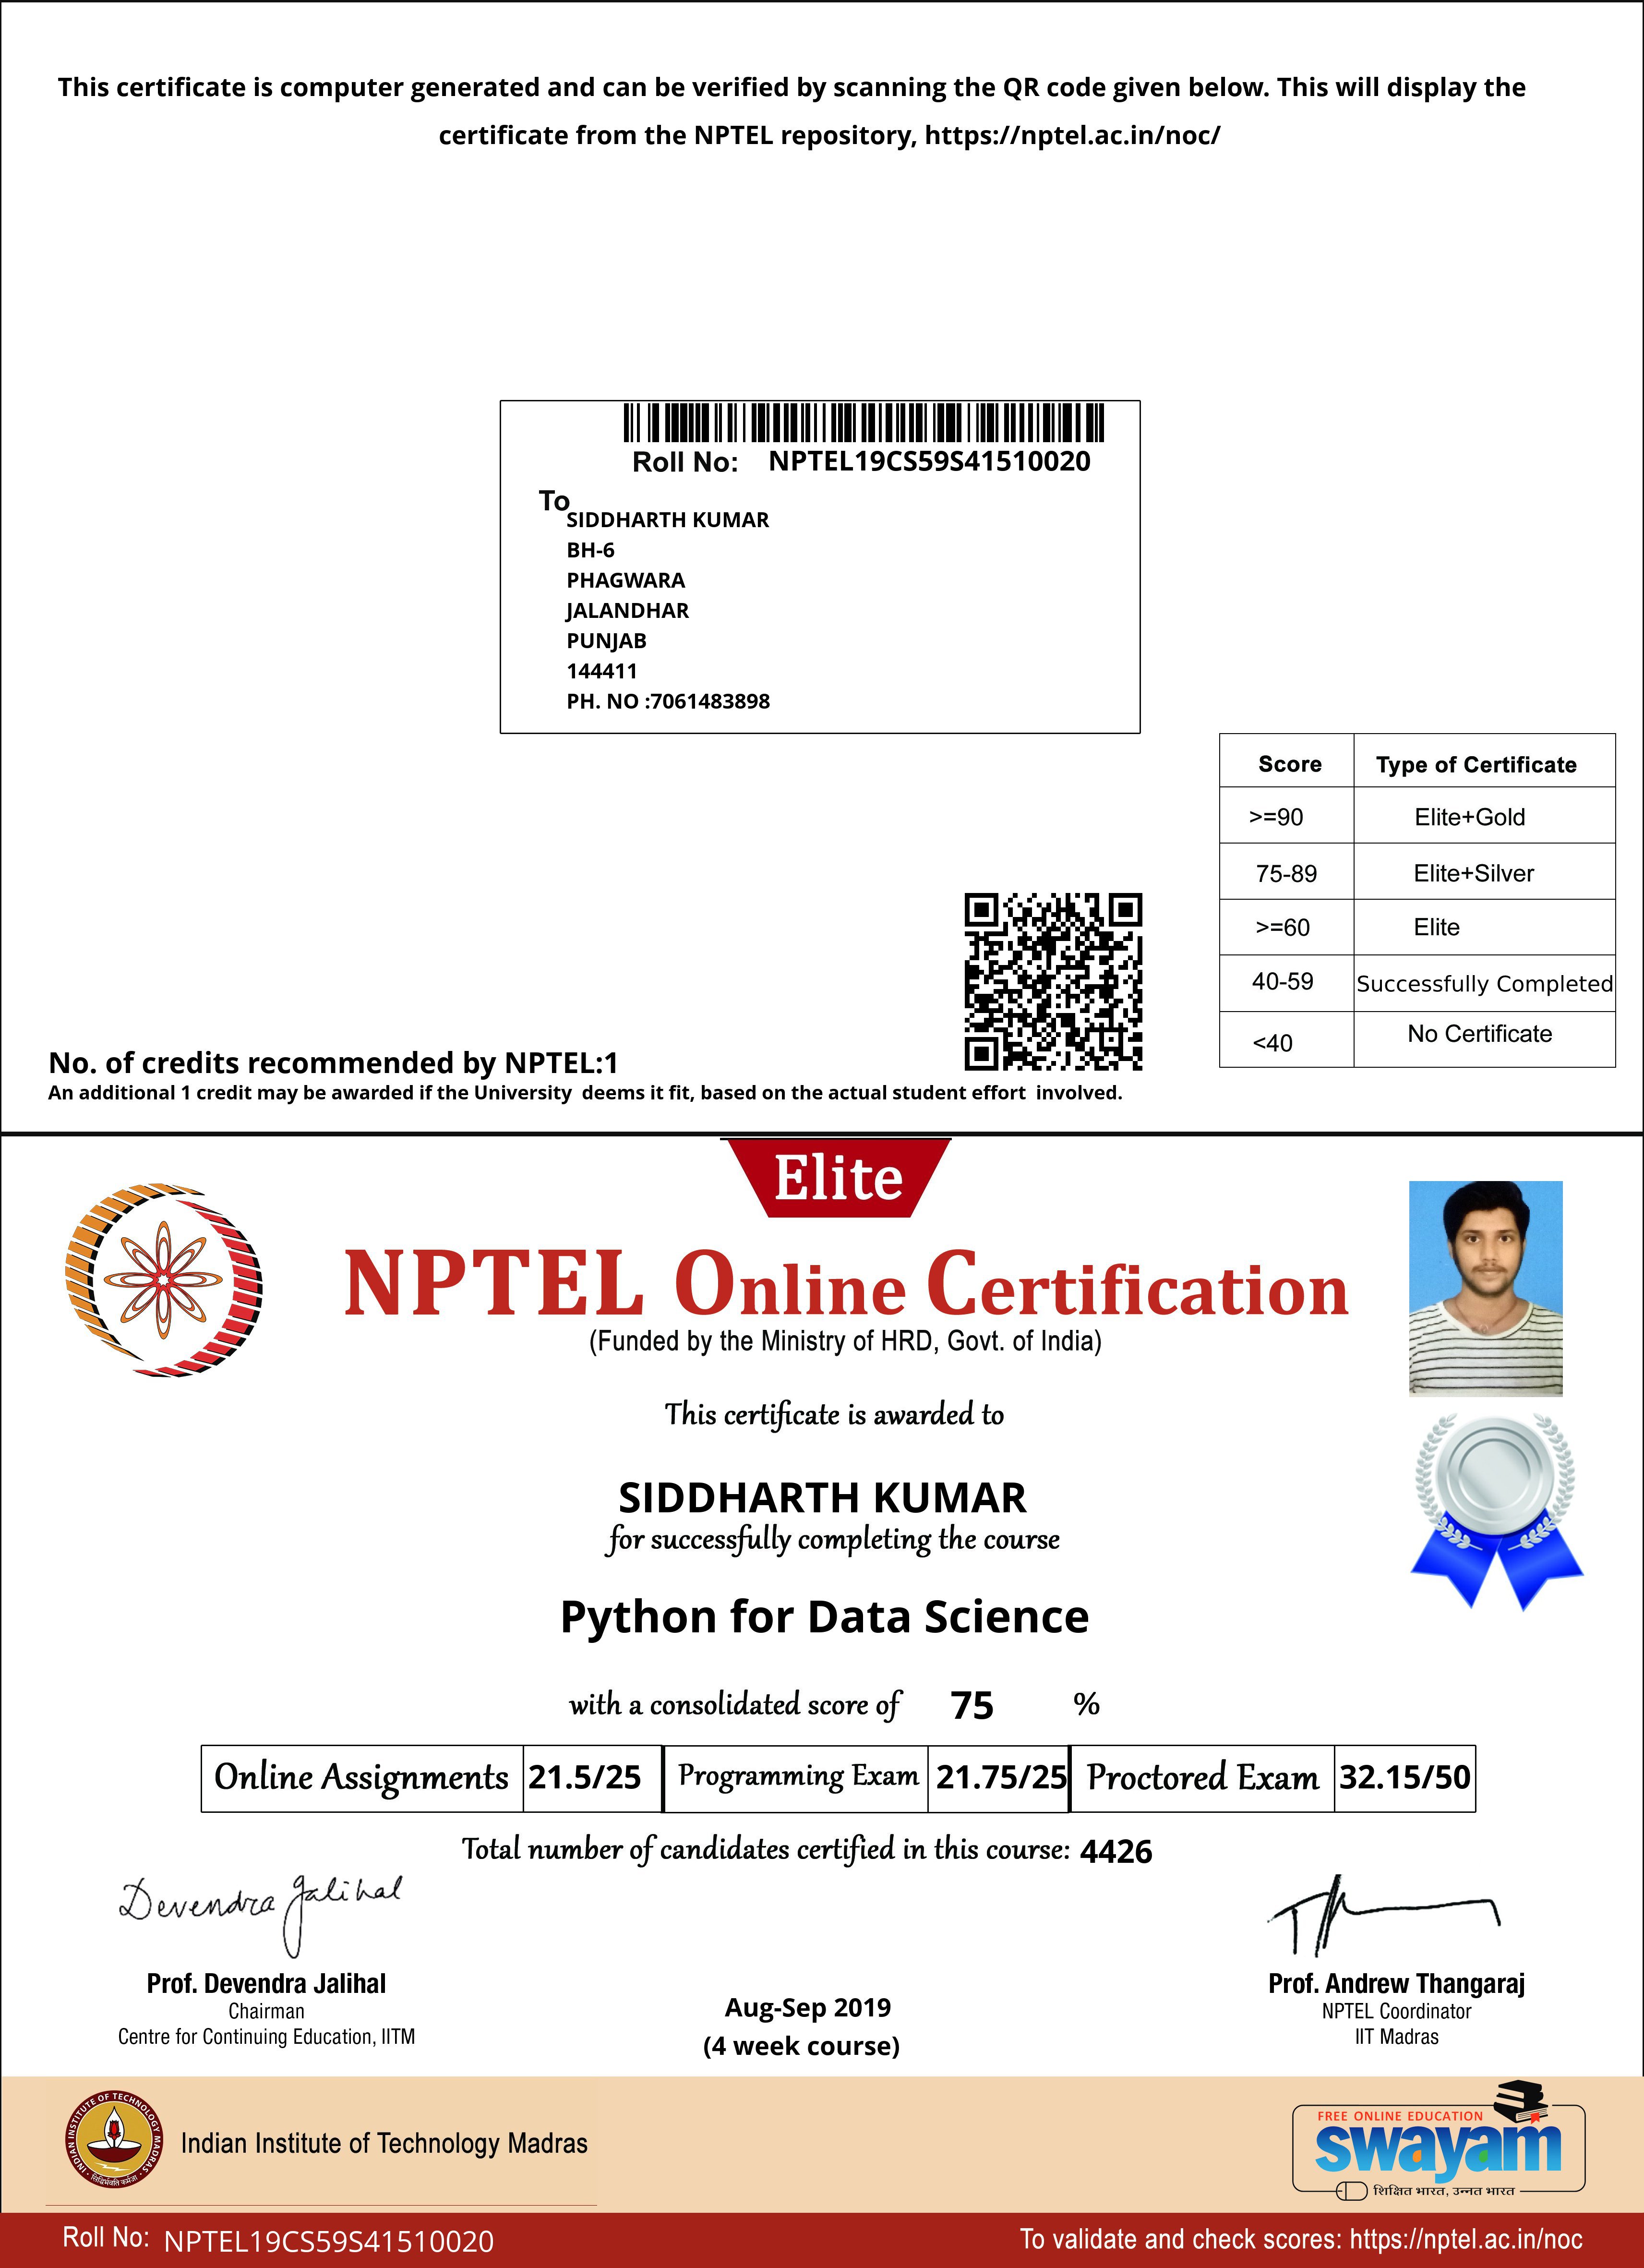 This certificate is computer generated and can be verified by scanning the QR code given below. This will display the
certificate from the NPTEL repository, https://nptel.ac.in/noc/
Roll No: NPTEL19CS59S41510020
To
SIDDHARTH KUMAR
BH-6
PHAGWARA
JALANDHAR
PUNJAB
144411
PH. NO :7061483898
Score Type of Certificate
>=90 Elite+Gold
75-89 Elite+Silver
>=60 Elite
40-59 Successfully Completed
<40 No Certificate
No. of credits recommended by NPTEL:1
An additional 1 credit may be awarded if the University deems it fit, based on the actual student effort involved.
Elite
NPTEL Online Certification
(Funded by the Ministry of HRD, Govt. of India)
This certificate is awarded to
SIDDHARTH KUMAR
for successfully completing the course
Python for Data Science
with a consolidated score of 75 %
Online Assignments 21.5/25 Programming Exam 21.75/25 Proctored Exam 32.15/50
Total number of candidates certified in this course: 4426
Devendra Jalihal
Prof. Devendra Jalihal
Chairman
Centre for Continuing Education, IITM
Aug-Sep 2019
(4 week course)
Prof. Andrew Thangaraj
NPTEL Coordinator
IIT Madras
INDIAN INSTITUTE OF TECHNOLOGY MADRAS
सिद्धिर्भवति कर्मजा
Indian Institute of Technology Madras
FREE ONLINE EDUCATION
swayam
शिक्षित भारत, उन्नत भारत
Roll No: NPTEL19CS59S41510020
To validate and check scores: https://nptel.ac.in/noc